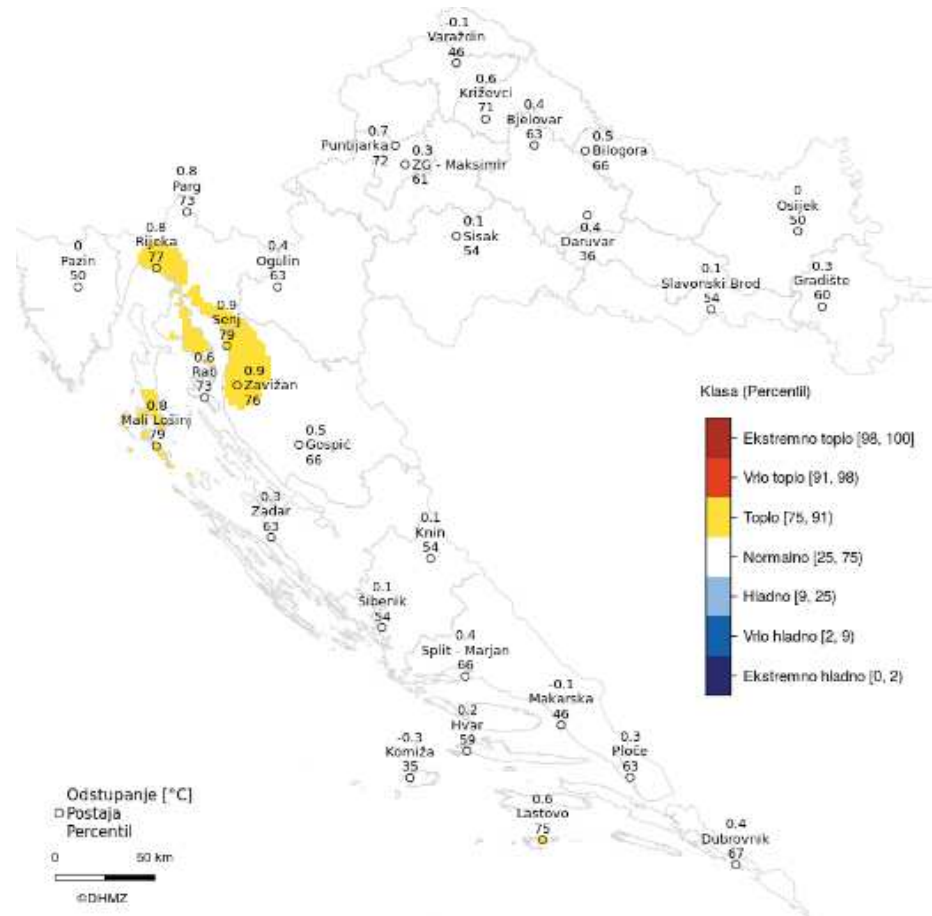 -0.1
Varaždin
46
0.6
Križevci
71
0.4
Bjelovar
63
0.7
Puntijarka
72
0.3
ZG - Maksimir
61
0.5
Bilogora
66
0.8
Parg
73
0
Osijek
50
0.8
Rijeka
77
0
Pazin
50
0.4
Ogulin
63
0.1
Sisak
54
0.4
Daruvar
36
0.1
Slavonski Brod
54
0.3
Gradište
60
0.9
Senj
79
0.6
Rab
73
0.9
Zavižan
76
0.8
Mali Lošinj
79
0.5
Gospić
66
0.3
Zadar
63
0.1
Knin
54
0.1
Šibenik
54
0.4
Split - Marjan
66
-0.1
Makarska
46
0.2
Hvar
59
-0.3
Komiža
35
0.3
Ploče
63
0.6
Lastovo
75
0.4
Dubrovnik
67
Klasa (Percentil)
Ekstremno toplo [98, 100]
Vrlo toplo [91, 98)
Toplo [75, 91)
Normalno [25, 75)
Hladno [9, 25)
Vrlo hladno [2, 9)
Ekstremno hladno [0, 2)
Odstupanje [°C]
Postaja
Percentil
0 50 km
©DHMZ